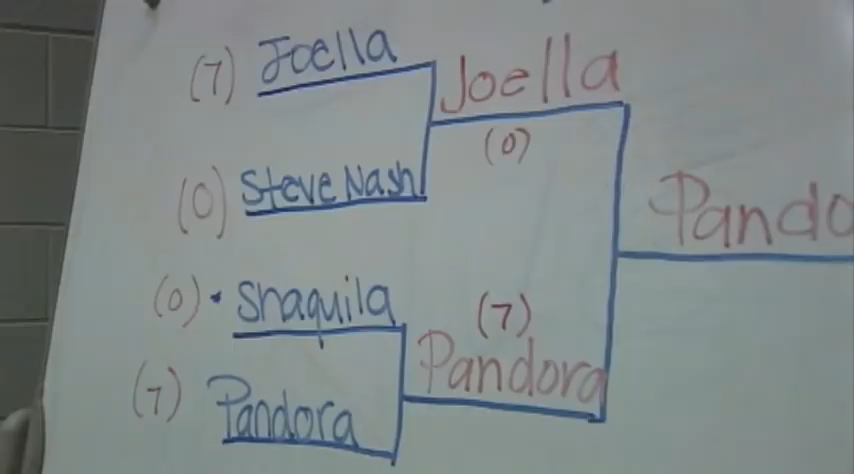 (7) Joella
Joella
(0)
(0) Steve Nash
Pando
(0) • Shaquila
(7)
Pandora
(7) Pandora